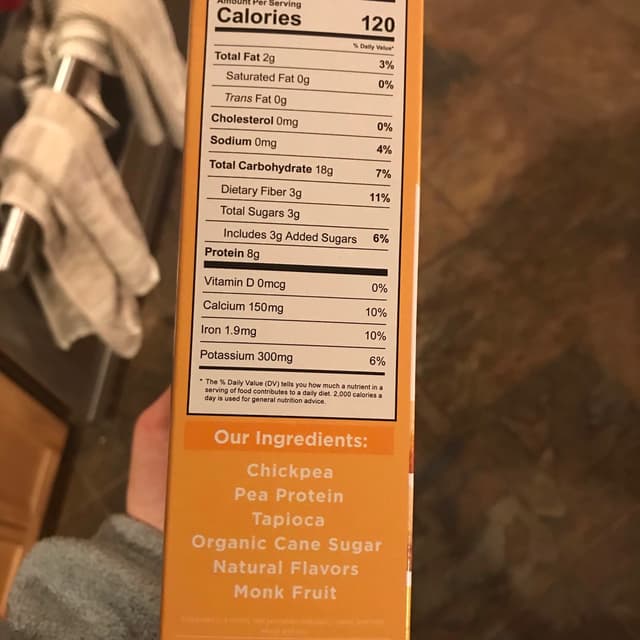 Amount Per Serving
Calories 120
% Daily Value*
Total Fat 2g 3%
Saturated Fat 0g 0%
Trans Fat 0g
Cholesterol 0mg 0%
Sodium 0mg 4%
Total Carbohydrate 18g 7%
Dietary Fiber 3g 11%
Total Sugars 3g
Includes 3g Added Sugars 6%
Protein 8g
Vitamin D 0mcg 0%
Calcium 150mg 10%
Iron 1.9mg 10%
Potassium 300mg 6%
* The % Daily Value (DV) tells you how much a nutrient in a
serving of food contributes to a daily diet. 2,000 calories a
day is used for general nutrition advice.
Our Ingredients:
Chickpea
Pea Protein
Tapioca
Organic Cane Sugar
Natural Flavors
Monk Fruit